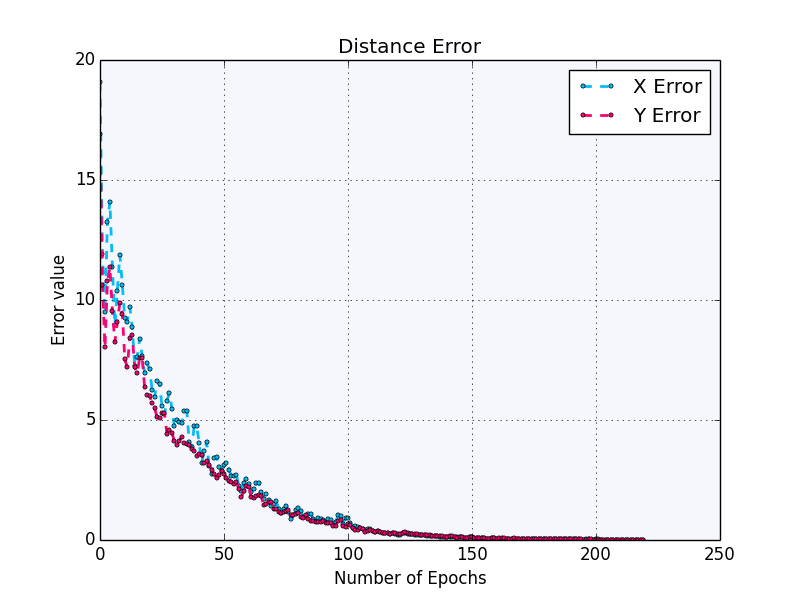 Distance Error
X Error
Y Error
Error value
20
15
10
5
0
0 50 100 150 200 250
Number of Epochs